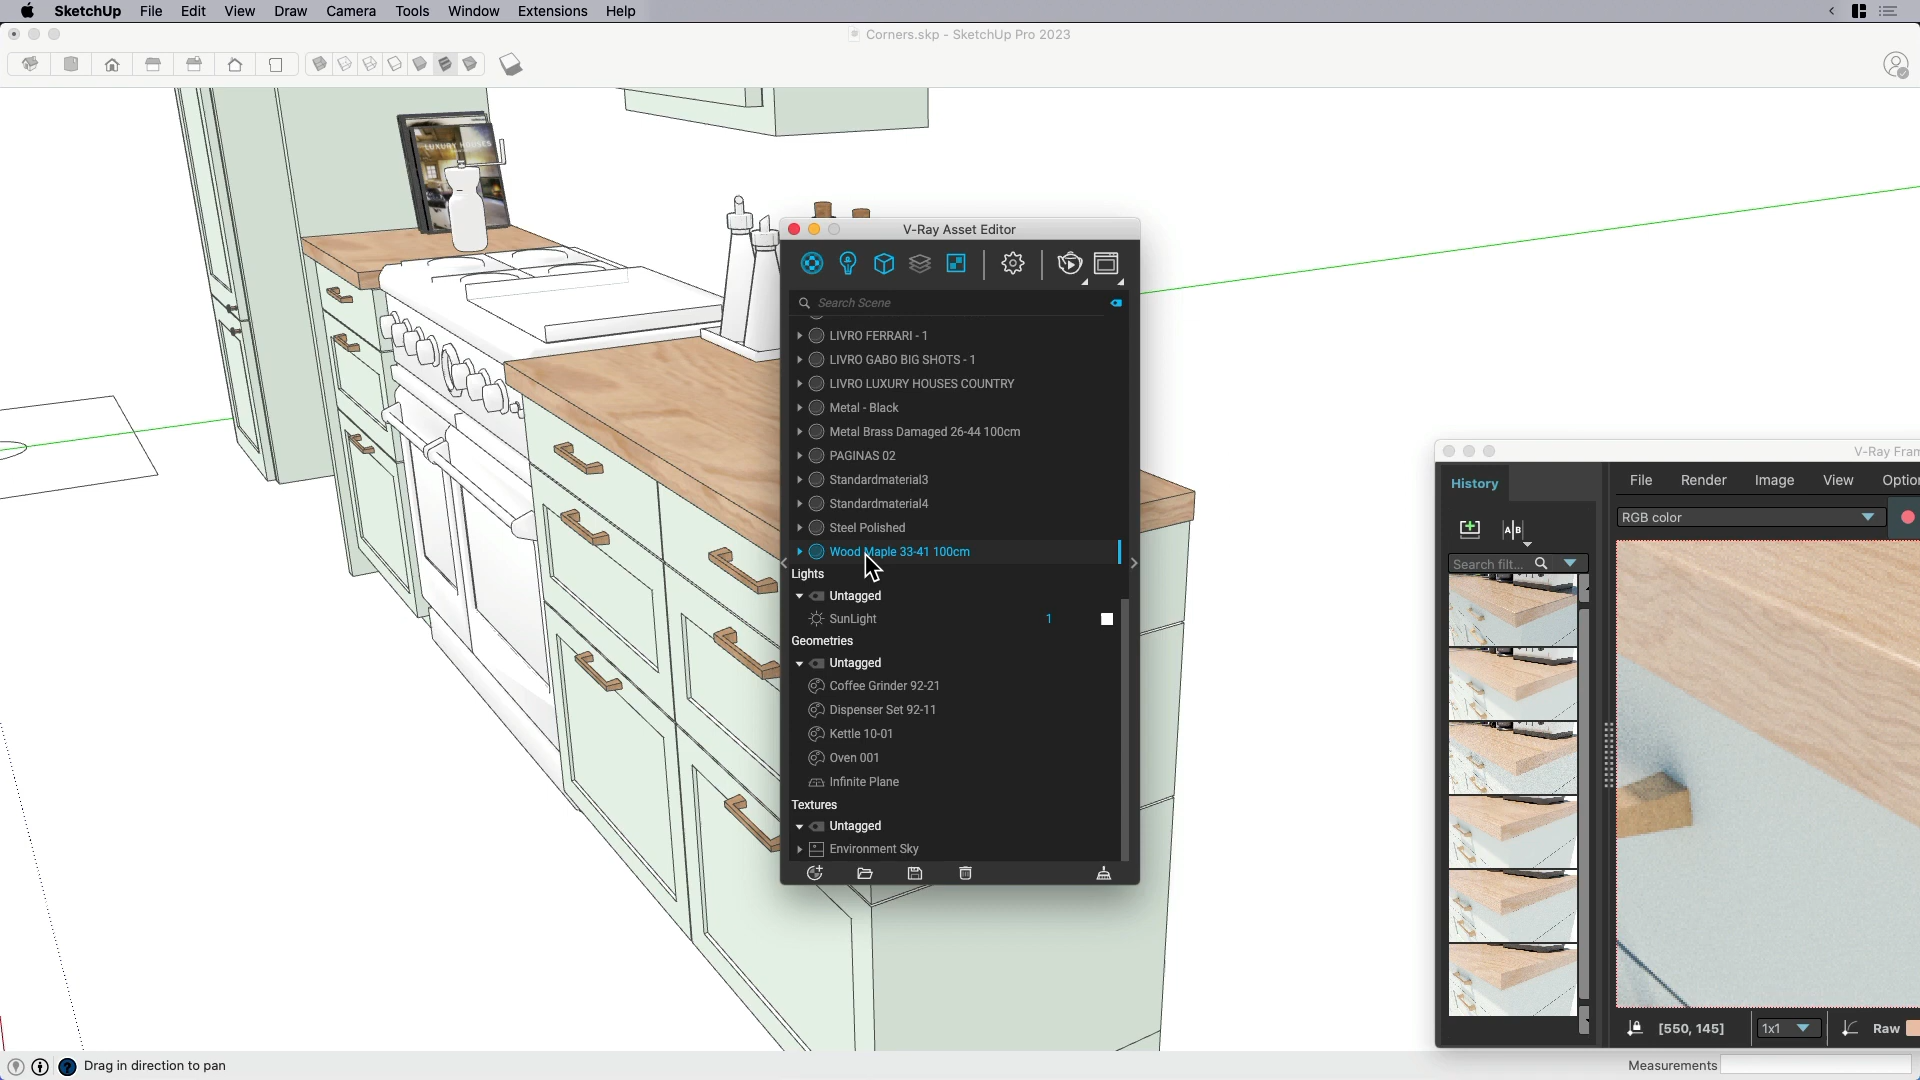 SketchUp File Edit View Draw Camera Tools Window Extensions Help
Corners.skp - SketchUp Pro 2023
LUXURY HOUSES
V-Ray Asset Editor
Search Scene
LIVRO FERRARI - 1
LIVRO GABO BIG SHOTS - 1
LIVRO LUXURY HOUSES COUNTRY
Metal - Black
Metal Brass Damaged 26-44 100cm
PAGINAS 02
Standardmaterial3
Standardmaterial4
Steel Polished
Wood Maple 33-41 100cm
Lights
Untagged
SunLight 1
Geometries
Untagged
Coffee Grinder 92-21
Dispenser Set 92-11
Kettle 10-01
Oven 001
Infinite Plane
Textures
Untagged
Environment Sky
V-Ray Fram
History
File Render Image View Option
RGB color
A|B
Search filt...
[550, 145] 1x1 Raw
Drag in direction to pan
Measurements